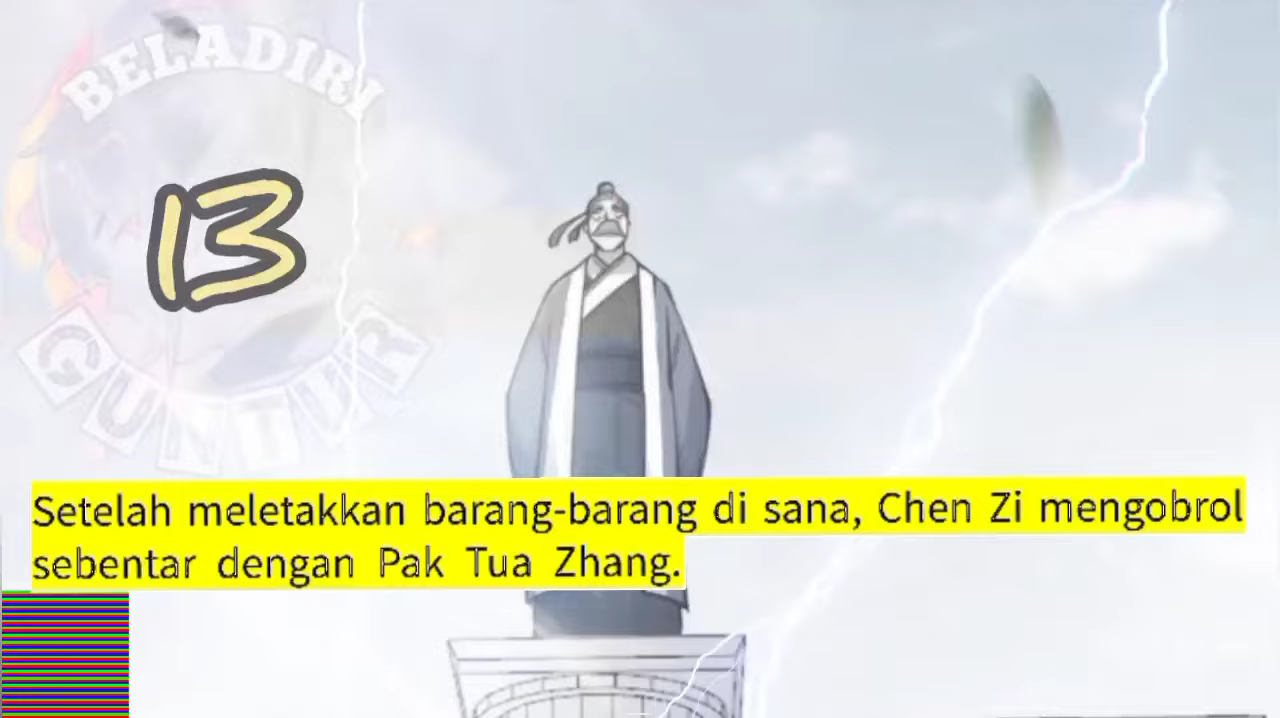 BELADIRI
13
GUNTUR
Setelah meletakkan barang-barang di sana, Chen Zi mengobrol
sebentar dengan Pak Tua Zhang.